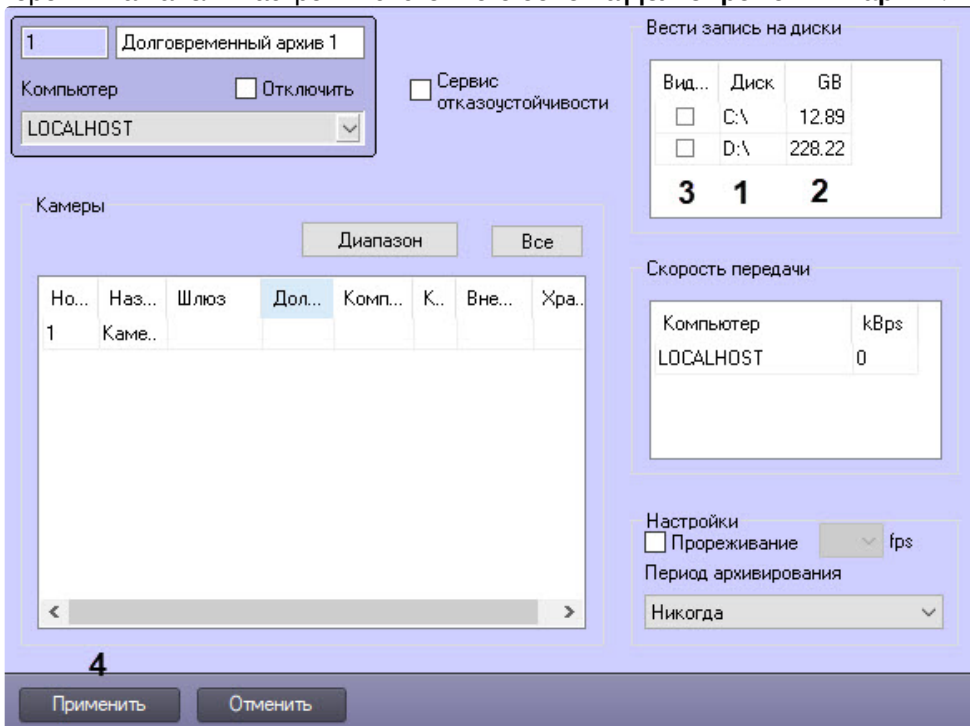 1 Долговременный архив 1
Компьютер Отключить
LOCALHOST
Сервис
отказоустойчивости
Вести запись на диски
Вид... Диск GB
C:\ 12.89
D:\ 228.22
3 1 2
Камеры
Диапазон Все
Но... Наз... Шлюз Дол... Комп... К... Вне... Хра..
1 Каме..
Скорость передачи
Компьютер kBps
LOCALHOST 0
Настройки
Прореживание fps
Период архивирования
Никогда
4
Применить Отменить